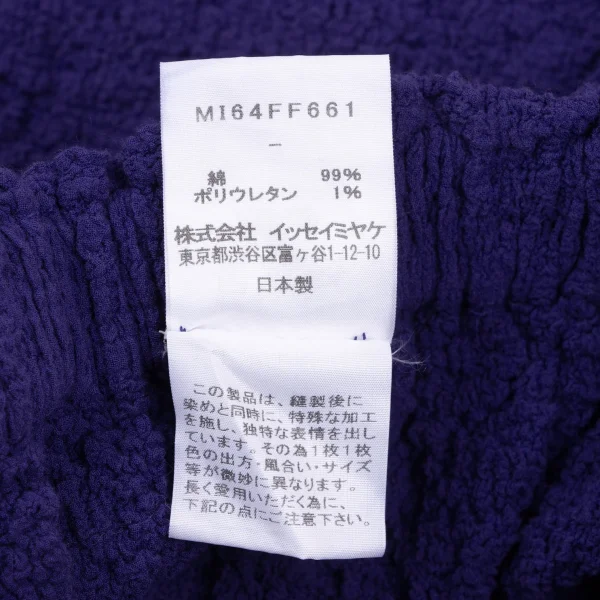 MI64FF661
–
綿 99%
ポリウレタン 1%
株式会社 イッセイミヤケ
東京都渋谷区富ヶ谷1-12-10
日本製
この製品は、縫製後に
染めと同時に、特殊な加工
を施し、独特な表情を出し
ています。その為1枚1枚
色の出方・風合い・サイズ
等が微妙に異なります。
長く愛用いただく為に、
下記の点にご注意下さい。